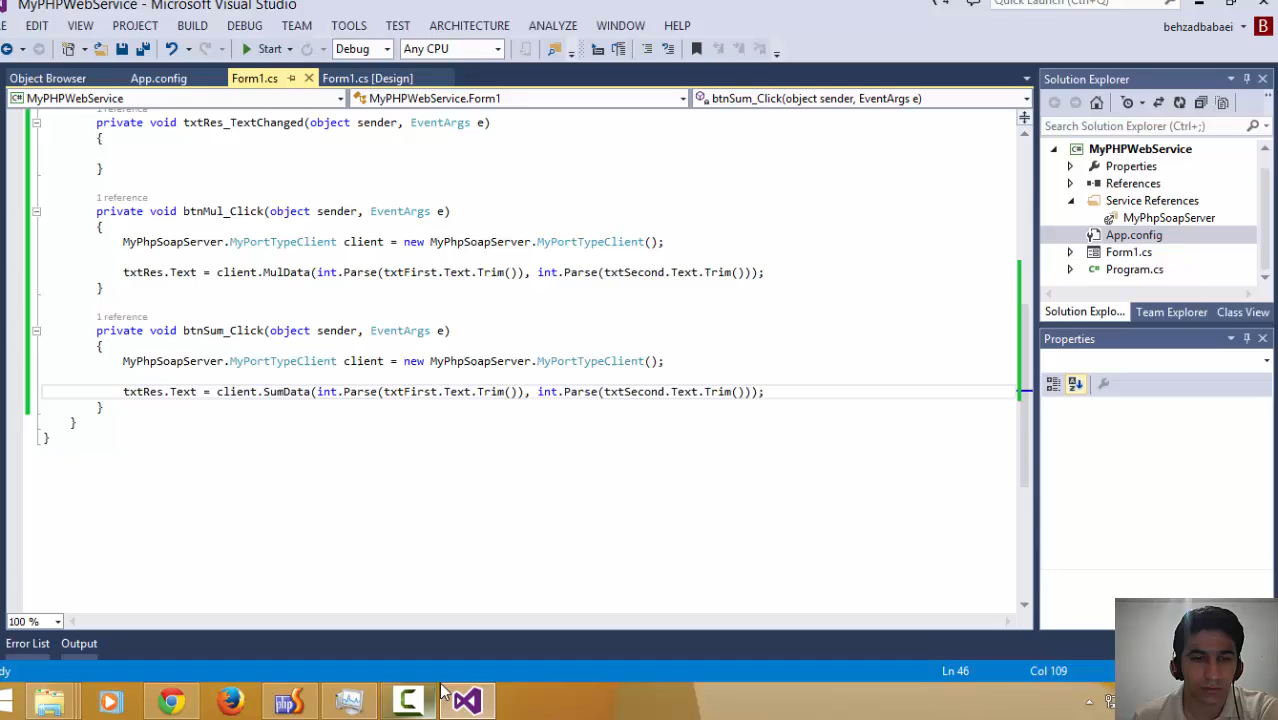 MyPHPWebService - Microsoft Visual Studio
Quick Launch (Ctrl+Q)
EDIT VIEW PROJECT BUILD DEBUG TEAM TOOLS TEST ARCHITECTURE ANALYZE WINDOW HELP
behzadbabaei B
Start Debug Any CPU
Object Browser App.config Form1.cs Form1.cs [Design]
MyPHPWebService MyPHPWebService.Form1 btnSum_Click(object sender, EventArgs e)
1 reference
private void txtRes_TextChanged(object sender, EventArgs e)
{
}
1 reference
private void btnMul_Click(object sender, EventArgs e)
{
MyPhpSoapServer.MyPortTypeClient client = new MyPhpSoapServer.MyPortTypeClient();
txtRes.Text = client.MulData(int.Parse(txtFirst.Text.Trim()), int.Parse(txtSecond.Text.Trim()));
}
1 reference
private void btnSum_Click(object sender, EventArgs e)
{
MyPhpSoapServer.MyPortTypeClient client = new MyPhpSoapServer.MyPortTypeClient();
txtRes.Text = client.SumData(int.Parse(txtFirst.Text.Trim()), int.Parse(txtSecond.Text.Trim()));
}
}
}
100 %
Error List Output
dy
Ln 46 Col 109
Solution Explorer
Search Solution Explorer (Ctrl+;)
MyPHPWebService
Properties
References
Service References
MyPhpSoapServer
App.config
Form1.cs
Program.cs
Solution Explo... Team Explorer Class View
Properties